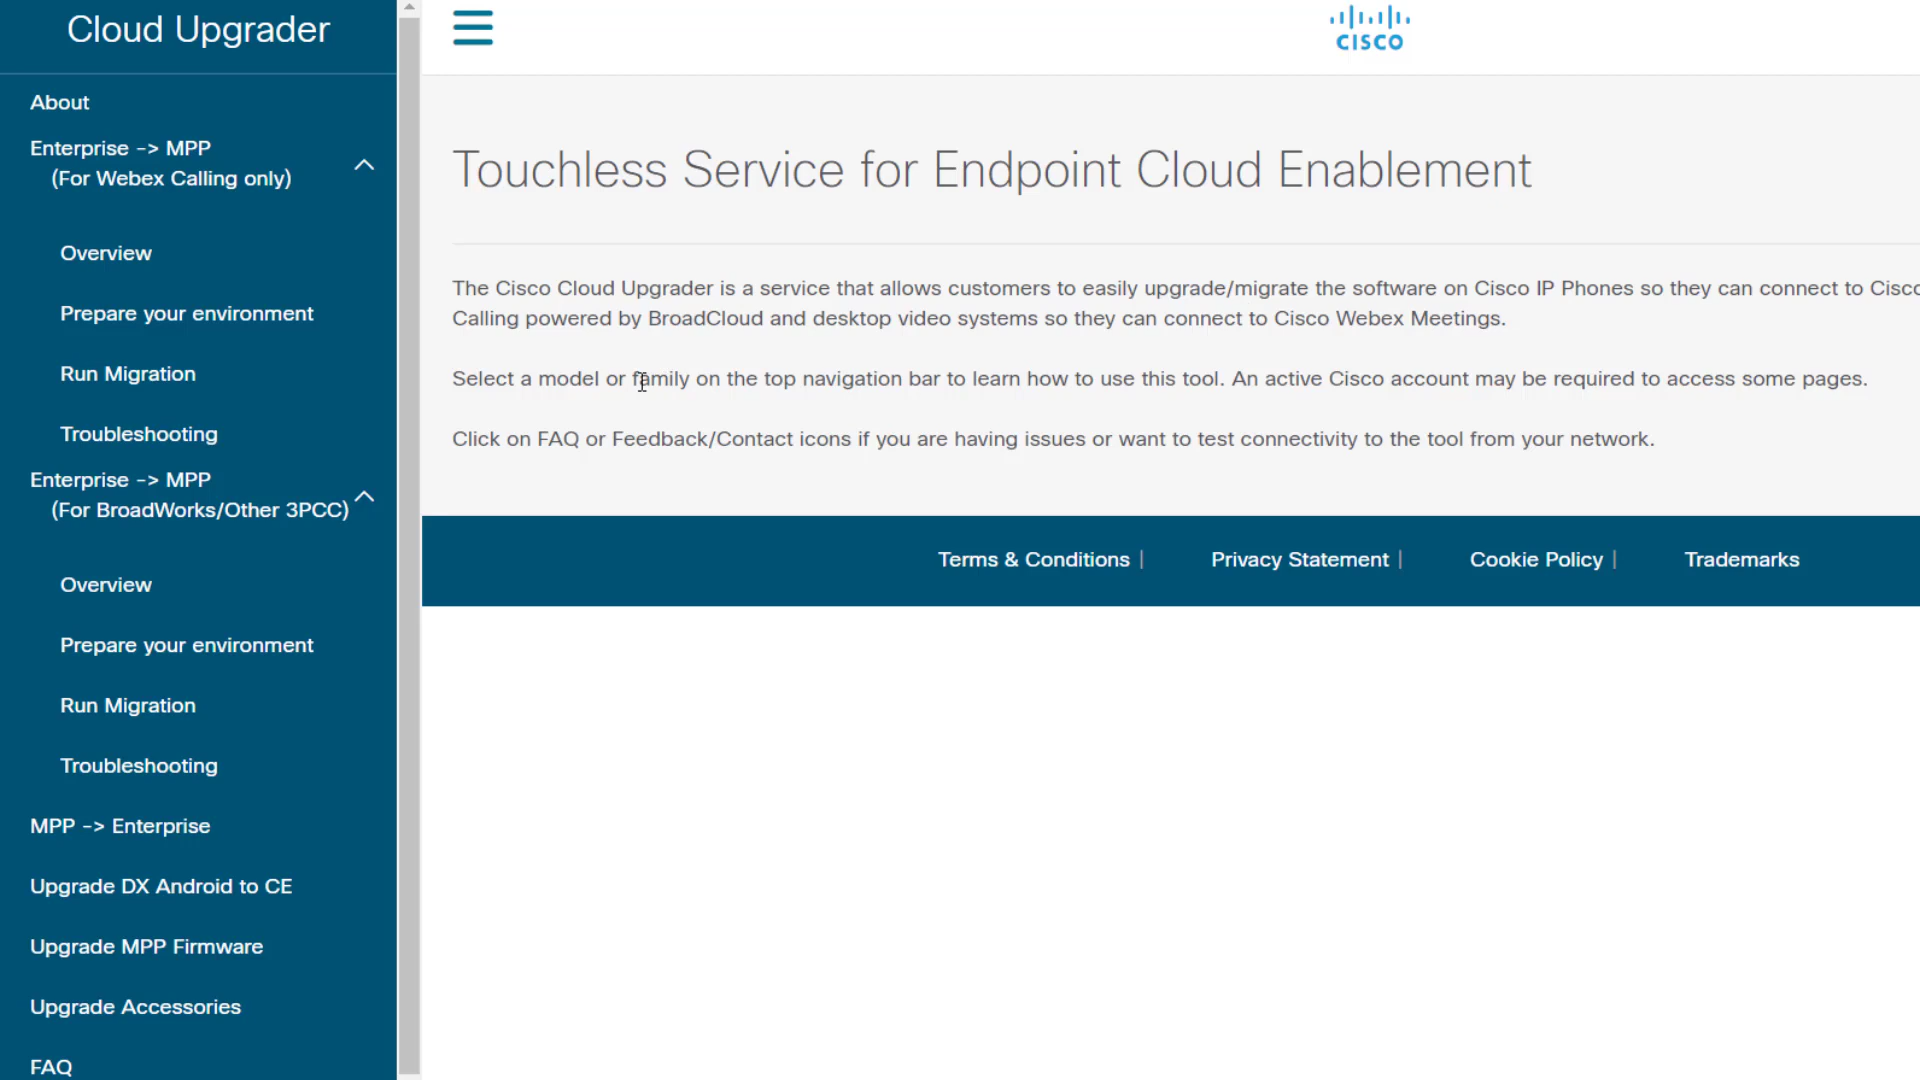 Cloud Upgrader
About
Enterprise -> MPP
(For Webex Calling only)
Overview
Prepare your environment
Run Migration
Troubleshooting
Enterprise -> MPP
(For BroadWorks/Other 3PCC)
Overview
Prepare your environment
Run Migration
Troubleshooting
MPP -> Enterprise
Upgrade DX Android to CE
Upgrade MPP Firmware
Upgrade Accessories
FAQ
CISCO
Touchless Service for Endpoint Cloud Enablement
The Cisco Cloud Upgrader is a service that allows customers to easily upgrade/migrate the software on Cisco IP Phones so they can connect to Cisco
Calling powered by BroadCloud and desktop video systems so they can connect to Cisco Webex Meetings.
Select a model or family on the top navigation bar to learn how to use this tool. An active Cisco account may be required to access some pages.
Click on FAQ or Feedback/Contact icons if you are having issues or want to test connectivity to the tool from your network.
Terms & Conditions | Privacy Statement | Cookie Policy | Trademarks